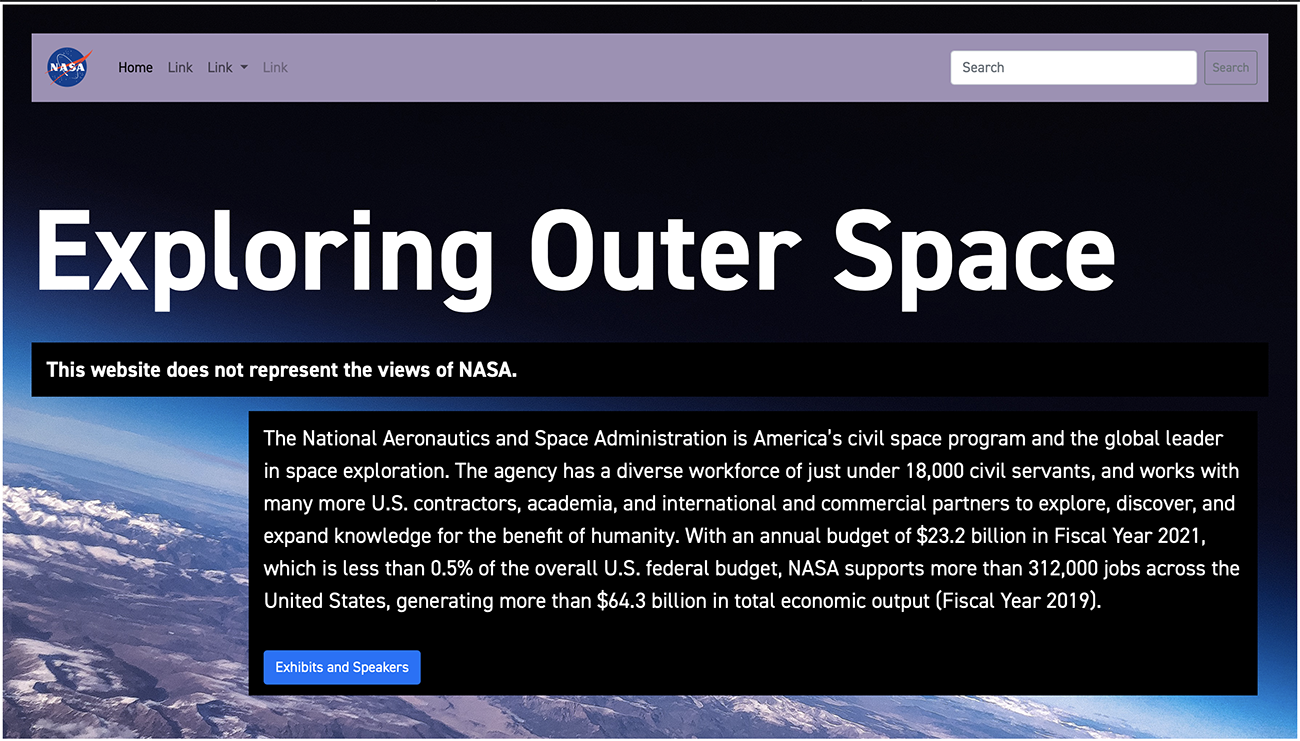 NASA Home Link Link Link Search Search
Exploring Outer Space
This website does not represent the views of NASA.
The National Aeronautics and Space Administration is America’s civil space program and the global leader
in space exploration. The agency has a diverse workforce of just under 18,000 civil servants, and works with
many more U.S. contractors, academia, and international and commercial partners to explore, discover, and
expand knowledge for the benefit of humanity. With an annual budget of $23.2 billion in Fiscal Year 2021,
which is less than 0.5% of the overall U.S. federal budget, NASA supports more than 312,000 jobs across the
United States, generating more than $64.3 billion in total economic output (Fiscal Year 2019).
Exhibits and Speakers